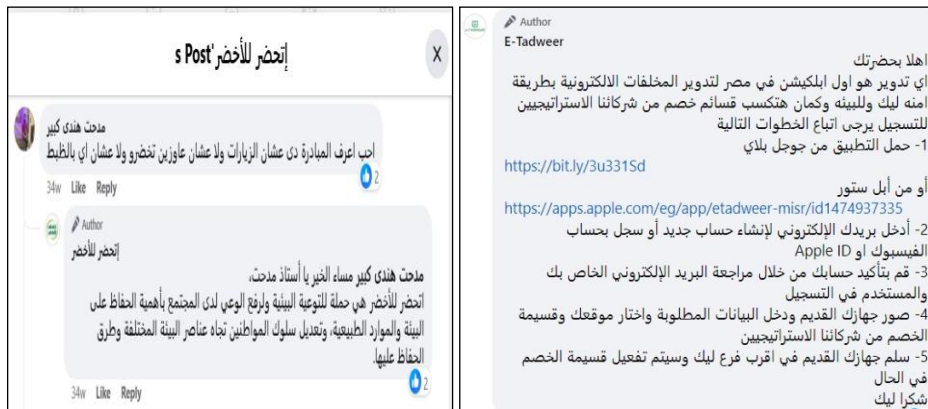 إتحضر للأخضر's Post
X
مدحت هندى كبير
احب اعرف المبادرة دى عشان الزيارات ولا عشان عاوزين تخضرو ولا عشان اي بالظبط
2
34w Like Reply
Author
إتحضر للأخضر
مدحت هندى كبير مساء الخير يا أستاذ مدحت،
اتحضر للأخضر هي حملة للتوعية البيئية ولرفع الوعي لدى المجتمع بأهمية الحفاظ على
البيئة والموارد الطبيعية، وتعديل سلوك المواطنين تجاه عناصر البيئة المختلفة وطرق
الحفاظ عليها.
2
34w Like Reply
Author
E-Tadweer
اهلا بحضرتك
اي تدوير هو اول ابلكيشن في مصر لتدوير المخلفات الالكترونية بطريقة
امنه ليك وللبيئه وكمان هتكسب قسائم خصم من شركائنا الاستراتيجيين
للتسجيل يرجى اتباع الخطوات التالية
1- حمل التطبيق من جوجل بلاي
https://bit.ly/3u331Sd
أو من أبل ستور
https://apps.apple.com/eg/app/etadweer-misr/id1474937335
2- أدخل بريدك الإلكتروني لإنشاء حساب جديد أو سجل بحساب
الفيسبوك او Apple ID
3- قم بتأكيد حسابك من خلال مراجعة البريد الإلكتروني الخاص بك
والمستخدم في التسجيل
4- صور جهازك القديم ودخل البيانات المطلوبة واختار موقعك وقسيمة
الخصم من شركائنا الاستراتيجيين
5- سلم جهازك القديم في اقرب فرع ليك وسيتم تفعيل قسيمة الخصم
في الحال
شكرا ليك